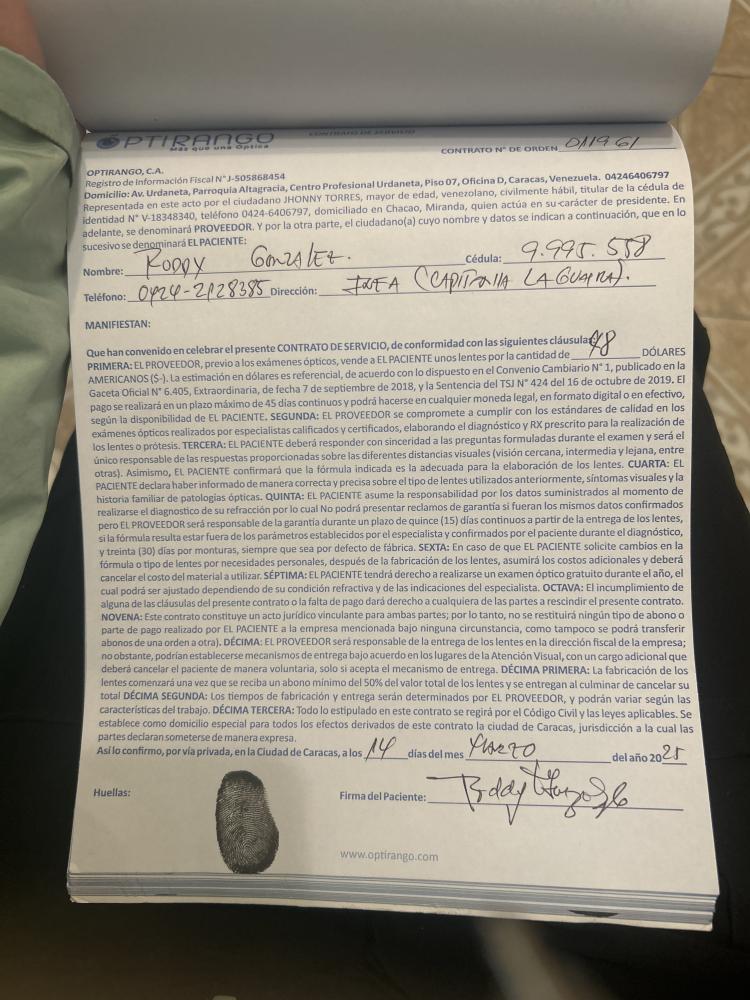 ÓPTIRANGO
Más que una Óptica
CONTRATO DE SERVICIO
CONTRATO N° DE ORDEN 011961
OPTIRANGO, C.A.
Registro de Información Fiscal N° J-505868454
Domicilio: Av. Urdaneta, Parroquia Altagracia, Centro Profesional Urdaneta, Piso 07, Oficina D, Caracas, Venezuela. 04246406797
Representada en este acto por el ciudadano JHONNY TORRES, mayor de edad, venezolano, civilmente hábil, titular de la cédula de
identidad N° V-18348340, teléfono 0424-6406797, domiciliado en Chacao, Miranda, quien actúa en su carácter de presidente. En
adelante, se denominará PROVEEDOR. Y por la otra parte, el ciudadano(a) cuyo nombre y datos se indican a continuación, que en lo
sucesivo se denominará EL PACIENTE:
Nombre: Roddy Gonzalez. Cédula: 9.995.558
Teléfono: 0424-2128385 Dirección: (CAPITANIA LA GUAIRA).
MANIFIESTAN:
Que han convenido en celebrar el presente CONTRATO DE SERVICIO, de conformidad con las siguientes cláusulas
PRIMERA: EL PROVEEDOR, previo a los exámenes ópticos, vende a EL PACIENTE unos lentes por la cantidad de 48 DÓLARES
AMERICANOS (S-). La estimación en dólares es referencial, de acuerdo con lo dispuesto en el Convenio Cambiario N° 1, publicado en la
Gaceta Oficial N° 6.405, Extraordinaria, de fecha 7 de septiembre de 2018, y la Sentencia del TSJ N° 424 del 16 de octubre de 2019. El
pago se realizará en un plazo máximo de 45 días continuos y podrá hacerse en cualquier moneda legal, en formato digital o en efectivo,
según la disponibilidad de EL PACIENTE. SEGUNDA: EL PROVEEDOR se compromete a cumplir con los estándares de calidad en los
exámenes ópticos realizados por especialistas calificados y certificados, elaborando el diagnóstico y RX prescrito para la realización de
los lentes o prótesis. TERCERA: EL PACIENTE deberá responder con sinceridad a las preguntas formuladas durante el examen y será el
único responsable de las respuestas proporcionadas sobre las diferentes distancias visuales (visión cercana, intermedia y lejana, entre
otras). Asimismo, EL PACIENTE confirmará que la fórmula indicada es la adecuada para la elaboración de los lentes. CUARTA: EL
PACIENTE declara haber informado de manera correcta y precisa sobre el tipo de lentes utilizados anteriormente, síntomas visuales y la
historia familiar de patologías ópticas. QUINTA: EL PACIENTE asume la responsabilidad por los datos suministrados al momento de
realizarse el diagnostico de su refracción por lo cual No podrá presentar reclamos de garantía si fueran los mismos datos confirmados
pero EL PROVEEDOR será responsable de la garantía durante un plazo de quince (15) días continuos a partir de la entrega de los lentes,
si la fórmula resulta estar fuera de los parámetros establecidos por el especialista y confirmados por el paciente durante el diagnóstico,
y treinta (30) días por monturas, siempre que sea por defecto de fábrica. SEXTA: En caso de que EL PACIENTE solicite cambios en la
fórmula o tipo de lentes por necesidades personales, después de la fabricación de los lentes, asumirá los costos adicionales y deberá
cancelar el costo del material a utilizar. SÉPTIMA: EL PACIENTE tendrá derecho a realizarse un examen óptico gratuito durante el año, el
cual podrá ser ajustado dependiendo de su condición refractiva y de las indicaciones del especialista. OCTAVA: El incumplimiento de
alguna de las cláusulas del presente contrato o la falta de pago dará derecho a cualquiera de las partes a rescindir el presente contrato.
NOVENA: Este contrato constituye un acto jurídico vinculante para ambas partes; por lo tanto, no se restituirá ningún tipo de abono o
parte de pago realizado por EL PACIENTE a la empresa mencionada bajo ninguna circunstancia, como tampoco se podrá transferir
abonos de una orden a otra). DÉCIMA: EL PROVEEDOR será responsable de la entrega de los lentes en la dirección fiscal de la empresa;
no obstante, podrían establecerse mecanismos de entrega bajo acuerdo en los lugares de la Atención Visual, con un cargo adicional que
deberá cancelar el paciente de manera voluntaria, solo si acepta el mecanismo de entrega. DÉCIMA PRIMERA: La fabricación de los
lentes comenzará una vez que se reciba un abono mínimo del 50% del valor total de los lentes y se entregan al culminar de cancelar su
total DÉCIMA SEGUNDA: Los tiempos de fabricación y entrega serán determinados por EL PROVEEDOR, y podrán variar según las
características del trabajo. DÉCIMA TERCERA: Todo lo estipulado en este contrato se regirá por el Código Civil y las leyes aplicables. Se
establece como domicilio especial para todos los efectos derivados de este contrato la ciudad de Caracas, jurisdicción a la cual las
partes declaran someterse de manera expresa.
Así lo confirmo, por vía privada, en la Ciudad de Caracas, a los 14 días del mes Marzo del año 2025
Huellas:
Firma del Paciente: Roddy Gonzalez
www.optirango.com